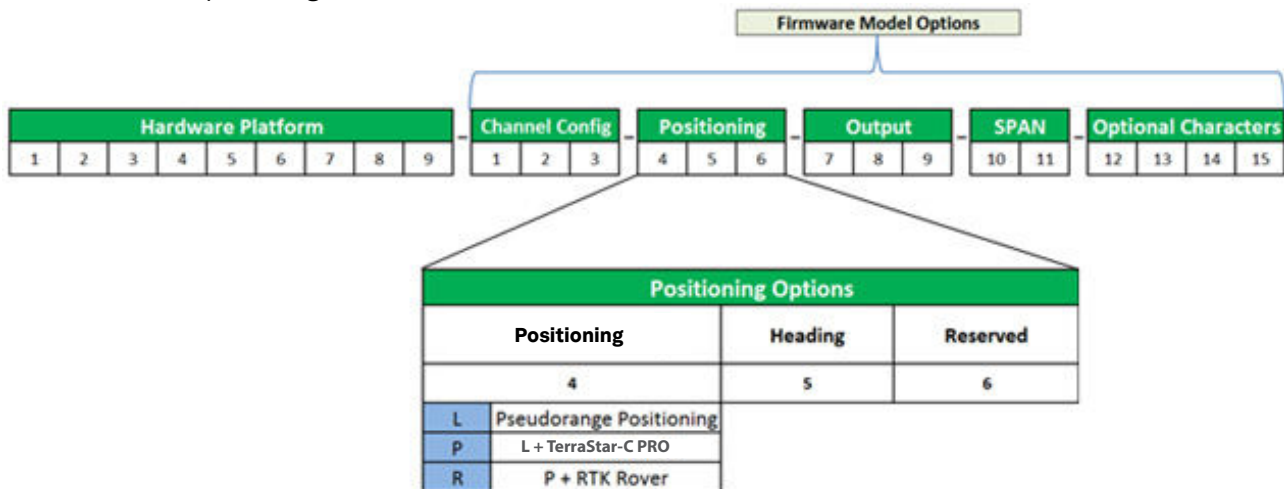 Firmware Model Options
Hardware Platform - Channel Config - Positioning - Output - SPAN - Optional Characters
1 2 3 4 5 6 7 8 9 1 2 3 4 5 6 7 8 9 10 11 12 13 14 15
Positioning Options
Positioning Heading Reserved
4 5 6
L Pseudorange Positioning
P L + TerraStar-C PRO
R P + RTK Rover